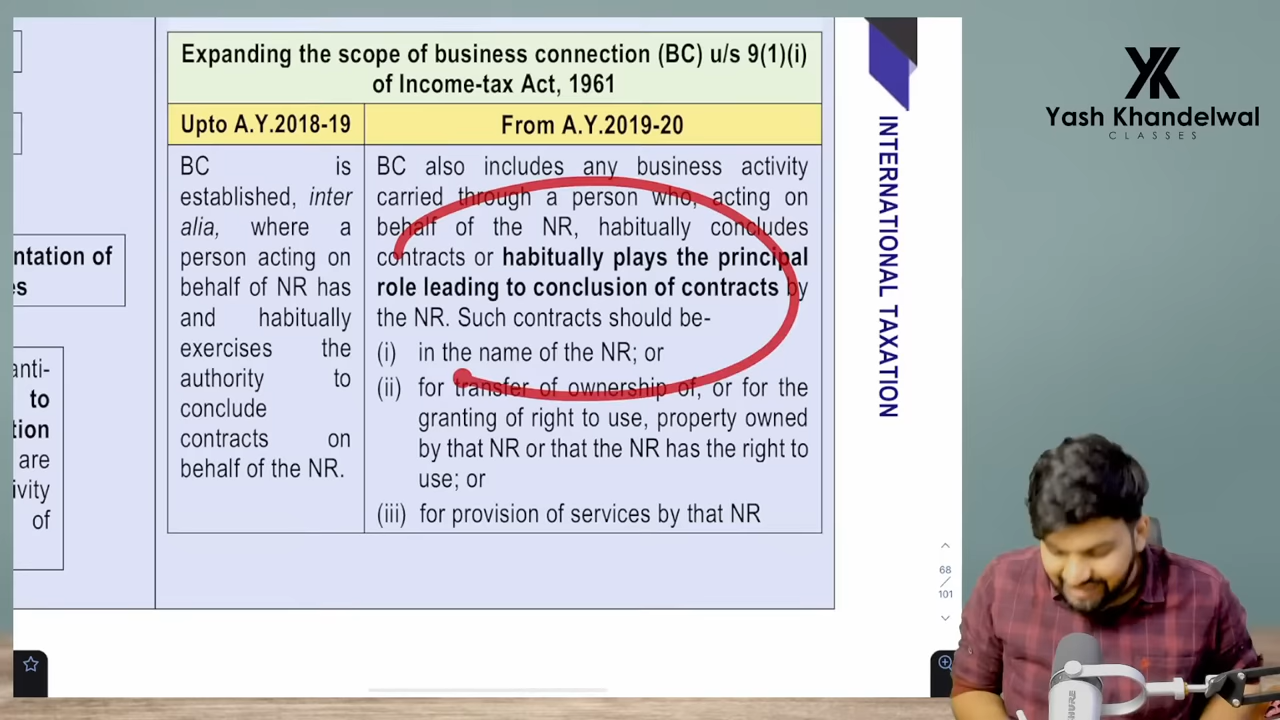 Expanding the scope of business connection (BC) u/s 9(1)(i)
of Income-tax Act, 1961
Upto A.Y.2018-19
From A.Y.2019-20
BC is
established, inter
alia, where a
person acting on
behalf of NR has
and habitually
exercises the
authority to
conclude
contracts on
behalf of the NR.
BC also includes any business activity
carried through a person who, acting on
behalf of the NR, habitually concludes
contracts or habitually plays the principal
role leading to conclusion of contracts by
the NR. Such contracts should be-
(i) in the name of the NR; or
(ii) for transfer of ownership of, or for the
granting of right to use, property owned
by that NR or that the NR has the right to
use; or
(iii) for provision of services by that NR
ntation of
es
anti-
to
tion
are
ivity
of
INTERNATIONAL TAXATION
68
/
101
YK
Yash Khandelwal
CLASSES